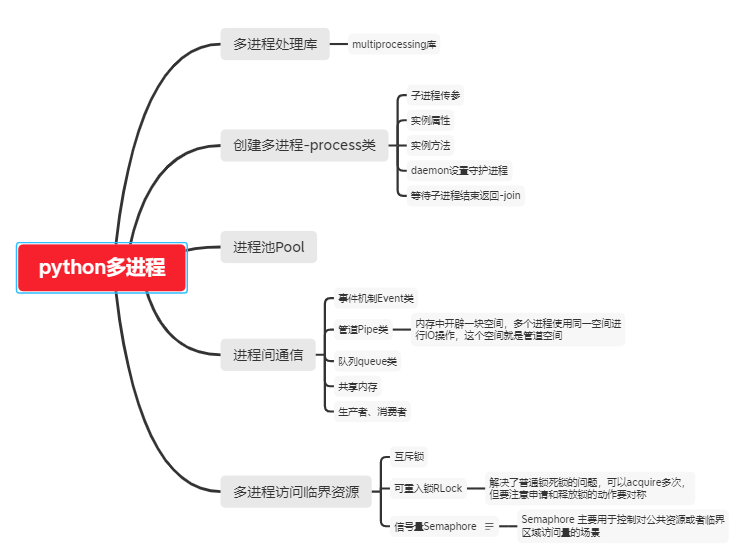 python多进程
多进程处理库
multiprocessing库
创建多进程-process类
子进程传参
实例属性
实例方法
daemon设置守护进程
等待子进程结束返回-join
进程池Pool
进程间通信
事件机制Event类
管道Pipe类
内存中开辟一块空间，多个进程使用同一空间进
行IO操作，这个空间就是管道空间
队列queue类
共享内存
生产者、消费者
多进程访问临界资源
互斥锁
可重入锁RLock
解决了普通锁死锁的问题，可以acquire多次，
但要注意申请和释放锁的动作要对称
信号量Semaphore
Semaphore 主要用于控制对公共资源或者临界
区域访问量的场景